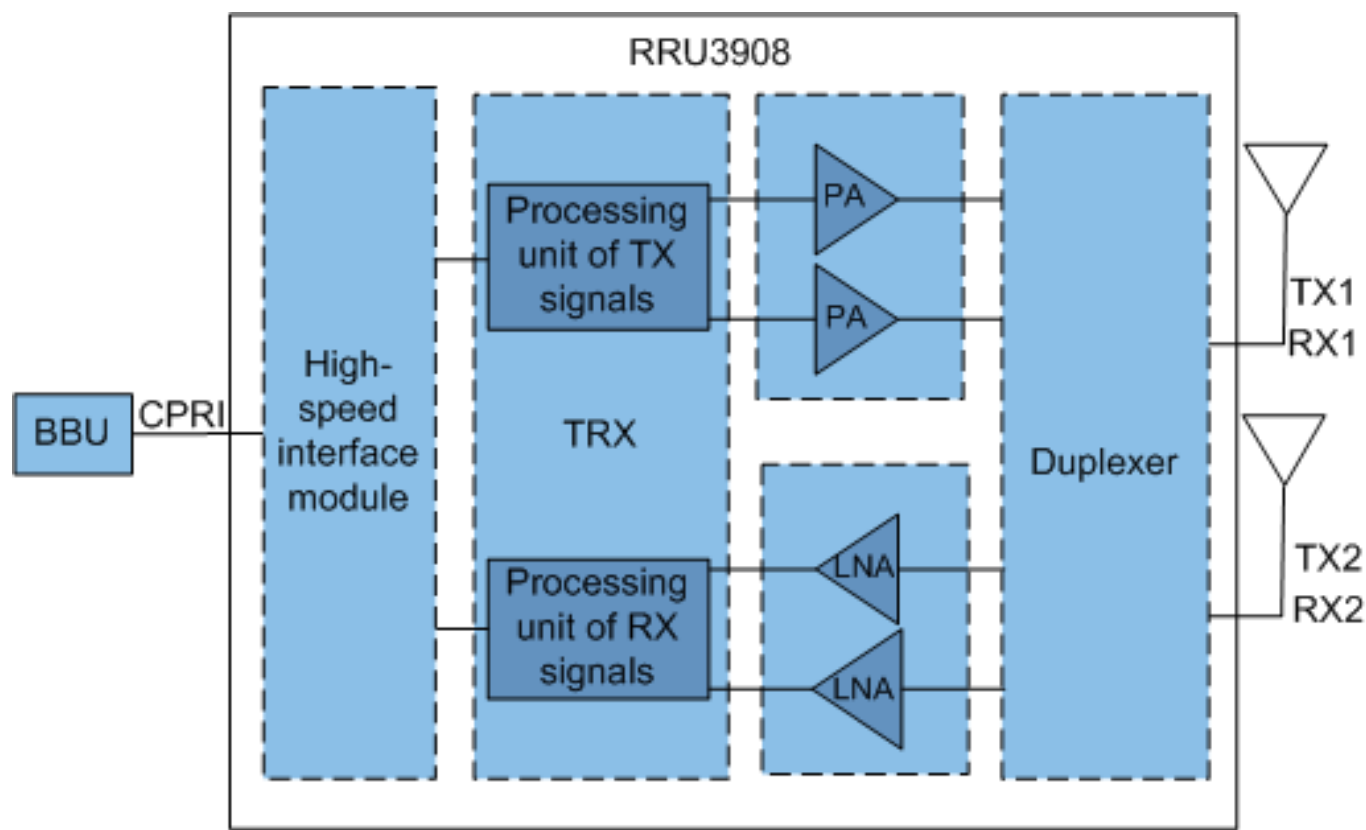 RRU3908
Processing
unit of TX
signals
PA
PA
TX1
RX1
High-
speed
interface
module
BBU
CPRI
TRX
Duplexer
Processing
unit of RX
signals
LNA
LNA
TX2
RX2